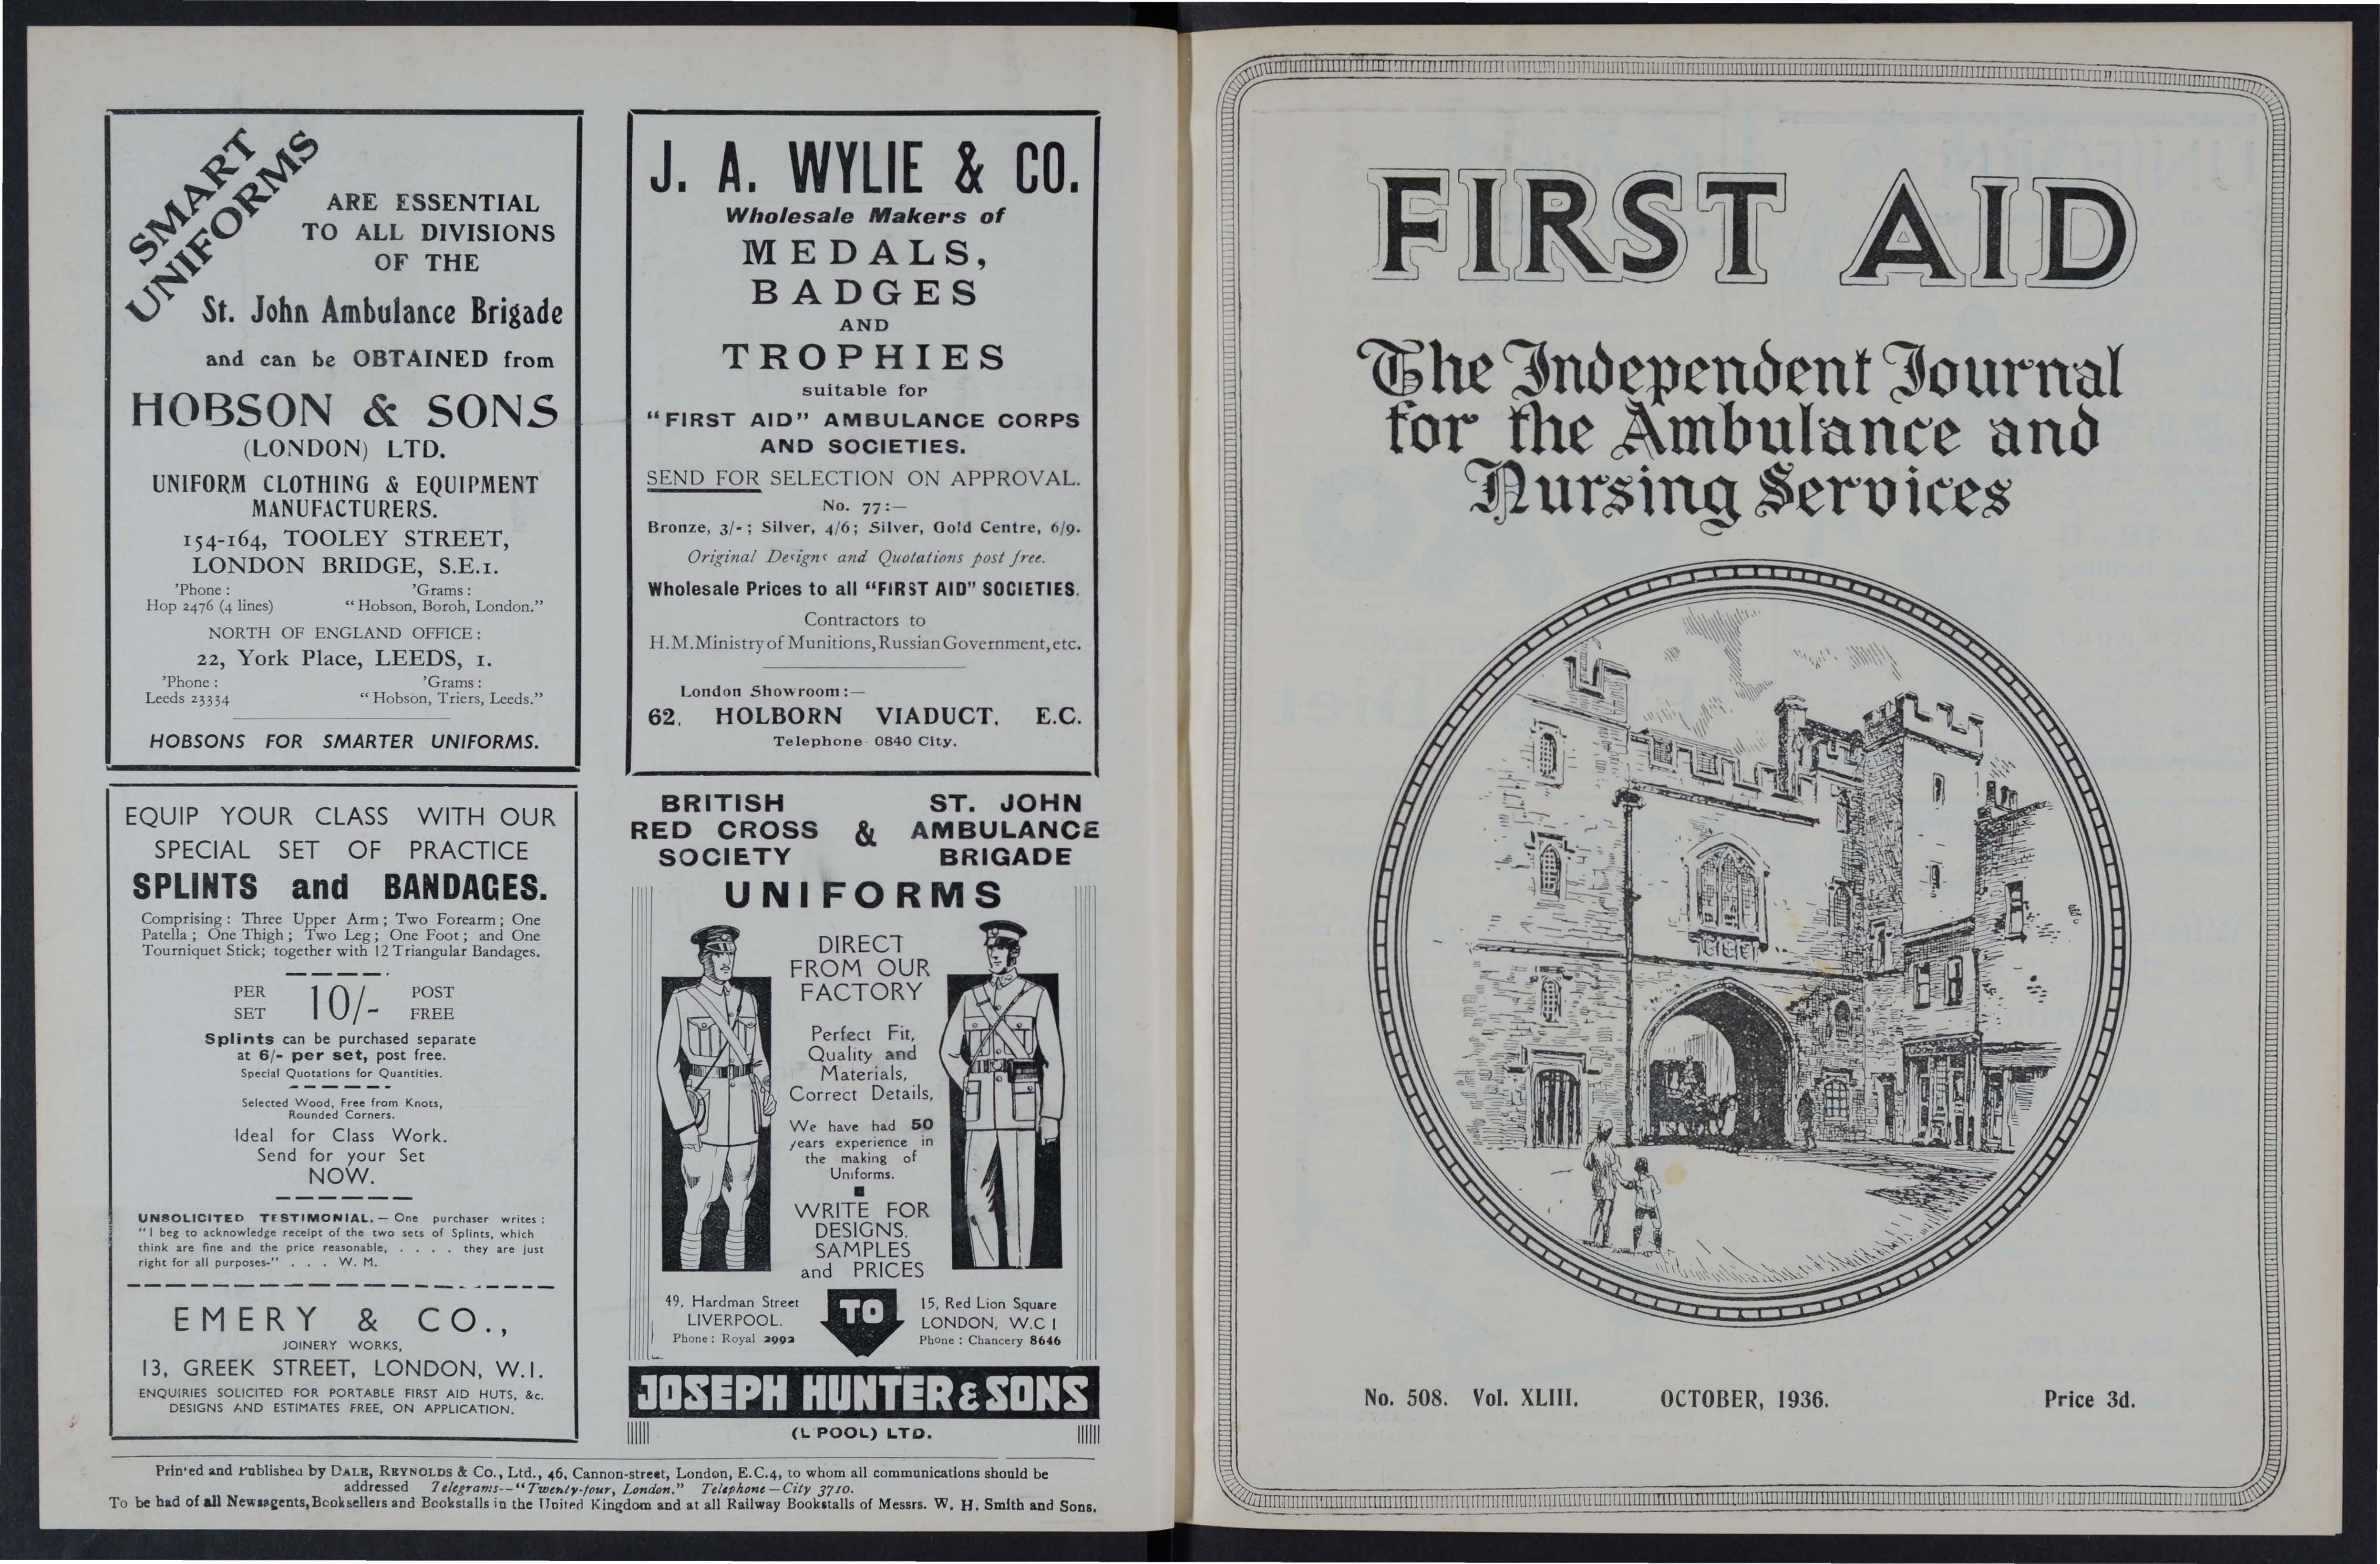 SMART
UNIFORMS
ARE ESSENTIAL
TO ALL DIVISIONS
OF THE
St. John Ambulance Brigade
and can be OBTAINED from
HOBSON & SONS
(LONDON) LTD.
UNIFORM CLOTHING & EQUIPMENT
MANUFACTURERS.
154-164, TOOLEY STREET,
LONDON BRIDGE, S.E.1.
'Phone : 'Grams :
Hop 2476 (4 lines) "Hobson, Boroh, London."
NORTH OF ENGLAND OFFICE :
22, York Place, LEEDS, 1.
'Phone : 'Grams :
Leeds 23334 "Hobson, Triers, Leeds."
HOBSONS FOR SMARTER UNIFORMS.
EQUIP YOUR CLASS WITH OUR
SPECIAL SET OF PRACTICE
SPLINTS and BANDAGES.
Comprising : Three Upper Arm ; Two Forearm ; One
Patella ; One Thigh ; Two Leg ; One Foot ; and One
Tourniquet Stick; together with 12 Triangular Bandages.
PER SET 10/- POST FREE
Splints can be purchased separate
at 6/- per set, post free.
Special Quotations for Quantities.
Selected Wood, Free from Knots,
Rounded Corners.
Ideal for Class Work.
Send for your Set
NOW.
UNSOLICITED TESTIMONIAL. — One purchaser writes :
"I beg to acknowledge receipt of the two sets of Splints, which
think are fine and the price reasonable, . . . . they are just
right for all purposes-" . . . W. M.
EMERY & CO.,
JOINERY WORKS,
13, GREEK STREET, LONDON, W.1.
ENQUIRIES SOLICITED FOR PORTABLE FIRST AID HUTS, &c.
DESIGNS AND ESTIMATES FREE, ON APPLICATION.
J. A. WYLIE & CO.
Wholesale Makers of
MEDALS,
BADGES
AND
TROPHIES
suitable for
"FIRST AID" AMBULANCE CORPS
AND SOCIETIES.
SEND FOR SELECTION ON APPROVAL.
No. 77:—
Bronze, 3/- ; Silver, 4/6; Silver, Gold Centre, 6/9.
Original Designs and Quotations post free.
Wholesale Prices to all "FIRST AID" SOCIETIES.
Contractors to
H.M. Ministry of Munitions, Russian Government, etc.
London Showroom:—
62, HOLBORN VIADUCT, E.C.
Telephone 0840 City.
BRITISH RED CROSS SOCIETY & ST. JOHN AMBULANCE BRIGADE
UNIFORMS
DIRECT
FROM OUR
FACTORY
Perfect Fit,
Quality and
Materials,
Correct Details,
We have had 50
years experience in
the making of
Uniforms.
WRITE FOR
DESIGNS,
SAMPLES
and PRICES
TO
49, Hardman Street
LIVERPOOL.
Phone : Royal 2992
15, Red Lion Square
LONDON, W.C 1
Phone : Chancery 8646
JOSEPH HUNTER & SONS
(L'POOL) LTD.
Printed and Published by DALE, REYNOLDS & Co., Ltd., 46, Cannon-street, London, E.C.4, to whom all communications should be
addressed Telegrams--"Twenty-four, London." Telephone—City 3710.
To be had of all Newsagents, Booksellers and Bookstalls in the United Kingdom and at all Railway Bookstalls of Messrs. W. H. Smith and Sons.
FIRST AID
The Independent Journal
for the Ambulance and
Nursing Services
No. 508. Vol. XLIII. OCTOBER, 1936. Price 3d.